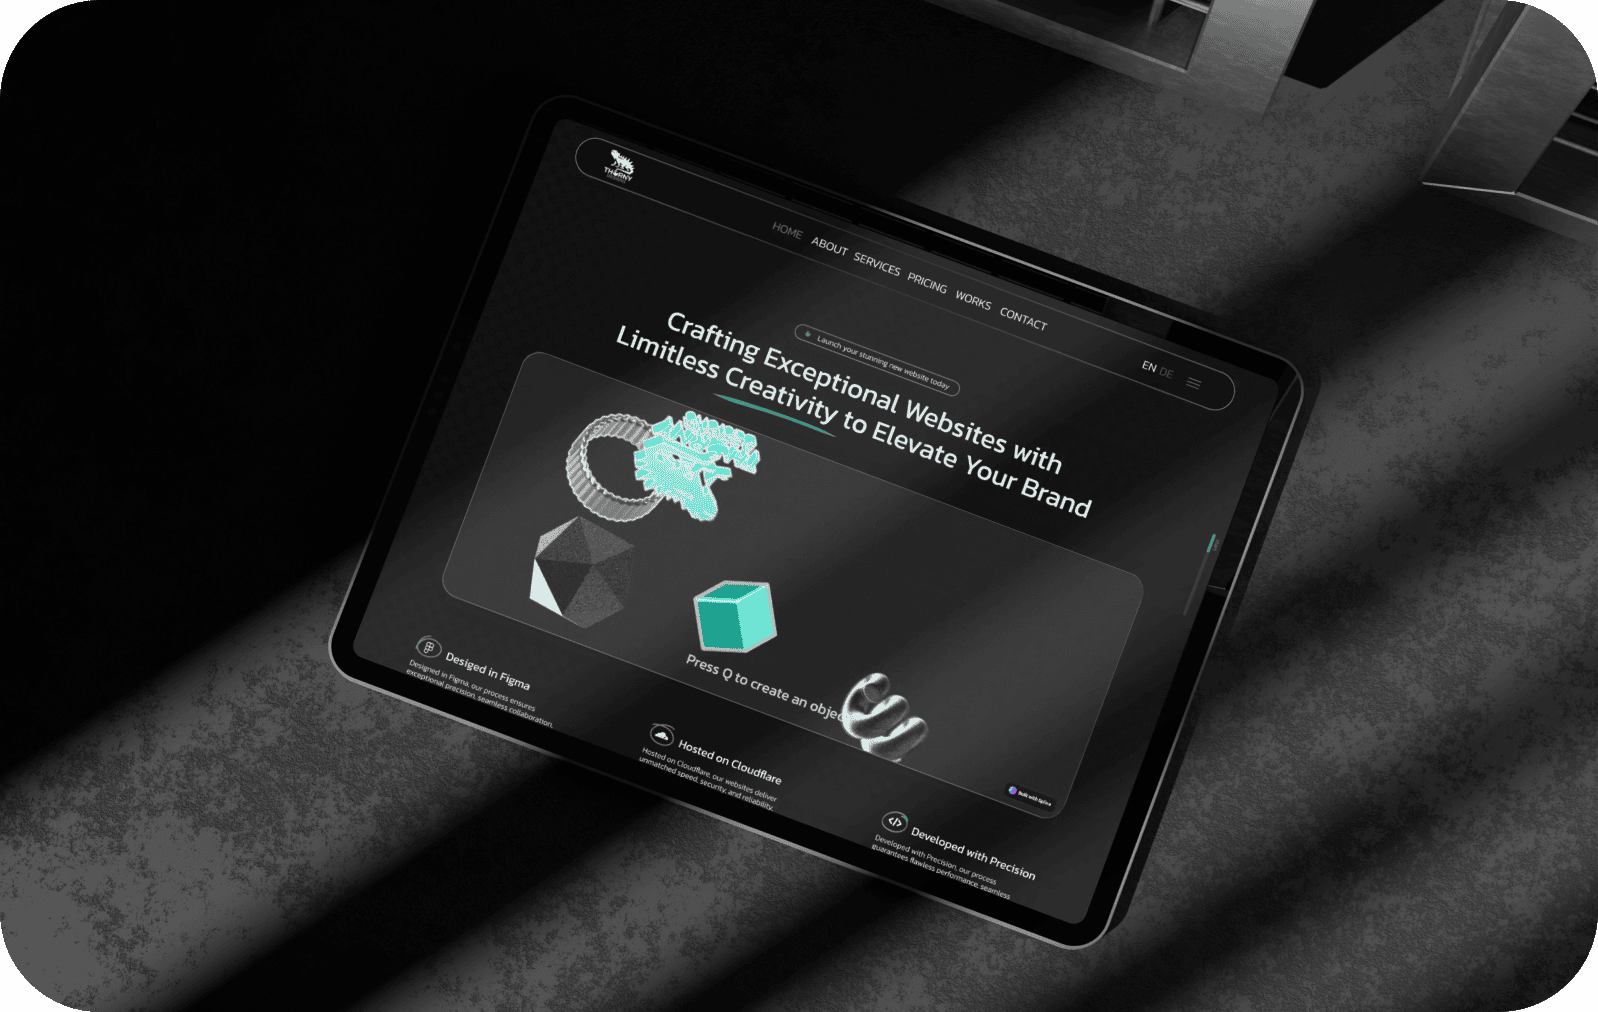 THORNY
HOME ABOUT SERVICES PRICING WORKS CONTACT
EN DE
Launch your stunning new website today
Crafting Exceptional Websites with
Limitless Creativity to Elevate Your Brand
Press Q to create an objec
Built with Spline
Desiged in Figma
Designed in Figma, our process ensures
exceptional precision, seamless collaboration.
Hosted on Cloudflare
Hosted on Cloudflare, our websites deliver
unmatched speed, security, and reliability.
Developed with Precision
Developed with Precision, our process
guarantees flawless performance, seamless